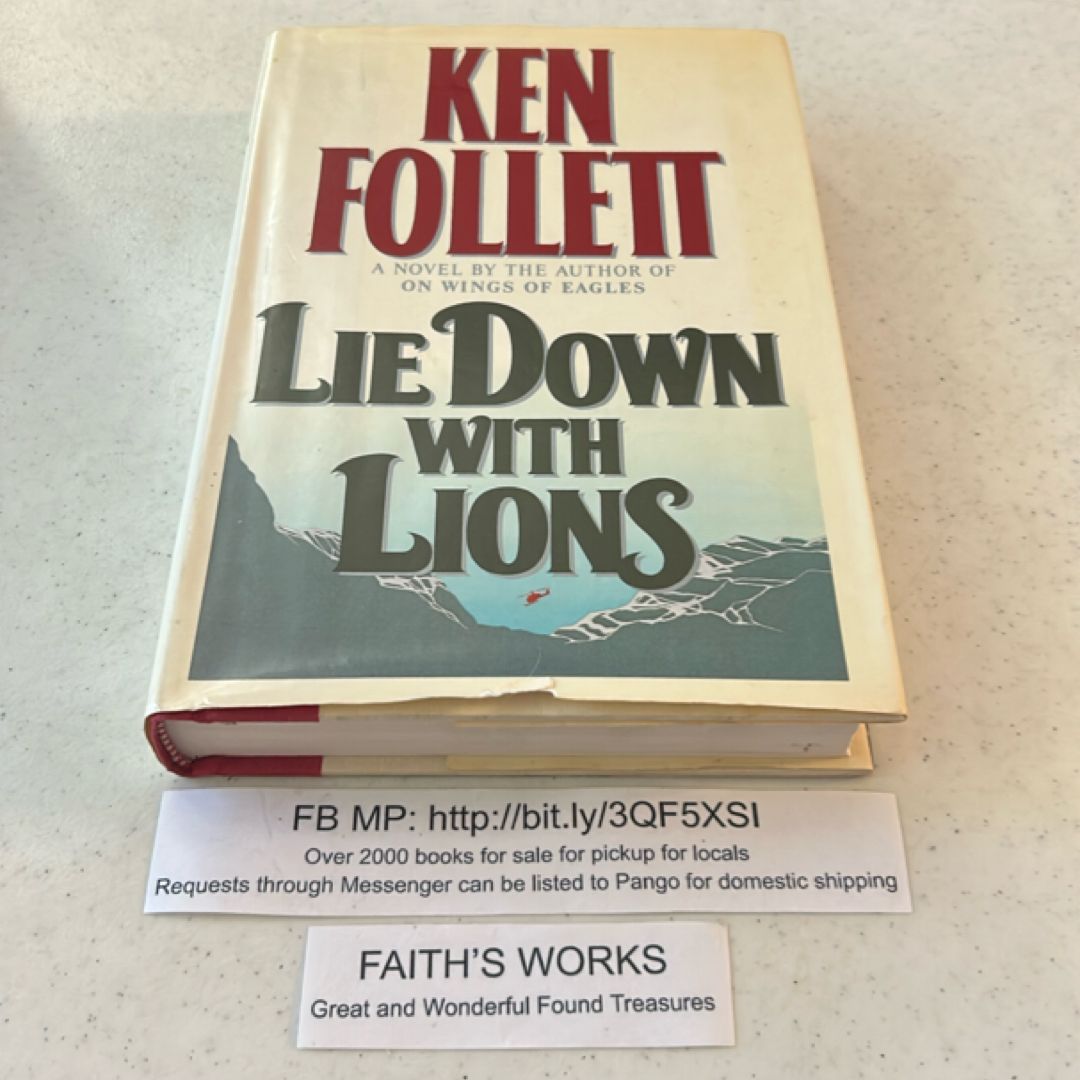 KEN
FOLLETT
A NOVEL BY THE AUTHOR OF
ON WINGS OF EAGLES
LIE DOWN
WITH
LIONS
FB MP: http://bit.ly/3QF5XSI
Over 2000 books for sale for pickup for locals
Requests through Messenger can be listed to Pango for domestic shipping
FAITH'S WORKS
Great and Wonderful Found Treasures